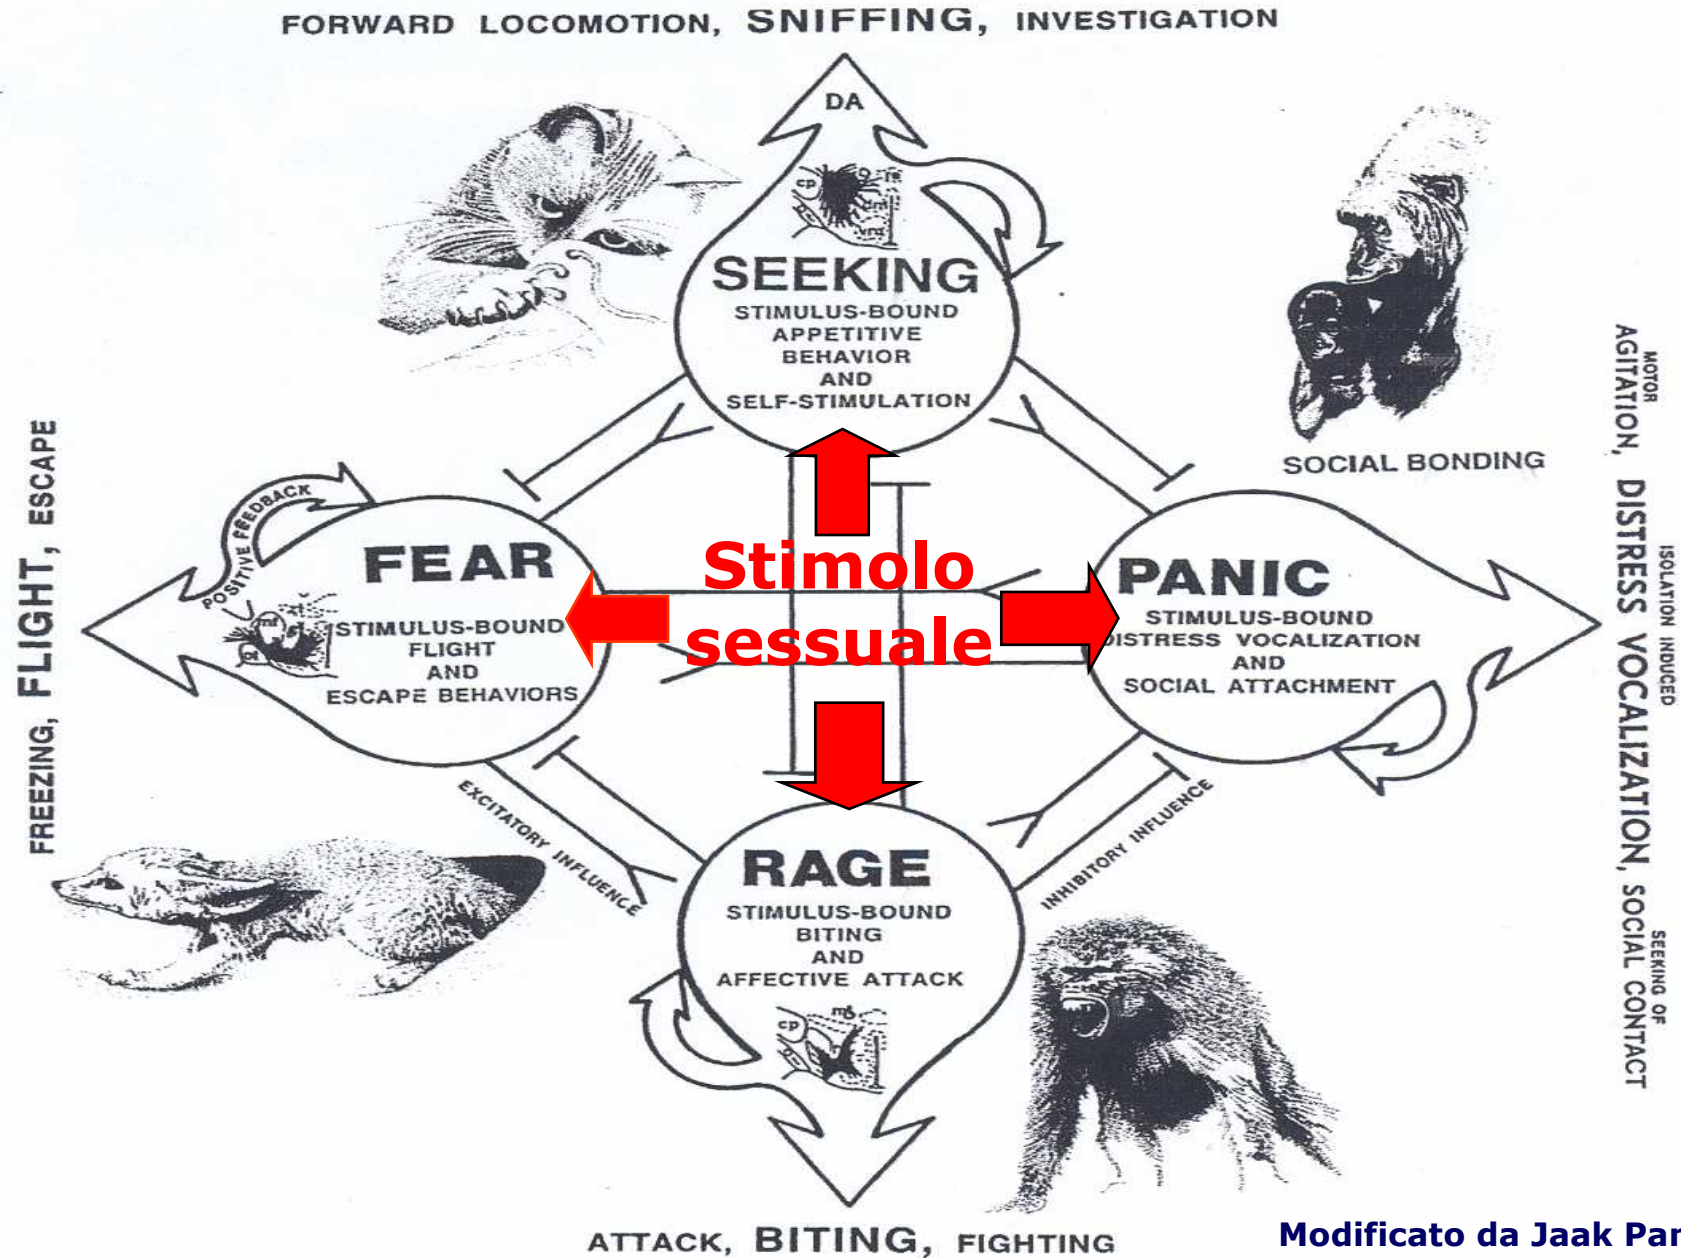 FORWARD LOCOMOTION, SNIFFING, INVESTIGATION
DA
cp
SEEKING
STIMULUS-BOUND
APPETITIVE
BEHAVIOR
AND
SELF-STIMULATION
SOCIAL BONDING
FREEZING, FLIGHT, ESCAPE
POSITIVE FEEDBACK
FEAR
STIMULUS-BOUND
FLIGHT
AND
ESCAPE BEHAVIORS
Stimolo
sessuale
PANIC
STIMULUS-BOUND
DISTRESS VOCALIZATION
AND
SOCIAL ATTACHMENT
MOTOR
AGITATION, DISTRESS VOCALIZATION, SOCIAL CONTACT
ISOLATION INDUCED
SEEKING OF
EXCITATORY INFLUENCE
INHIBITORY INFLUENCE
RAGE
STIMULUS-BOUND
BITING
AND
AFFECTIVE ATTACK
cp
ATTACK, BITING, FIGHTING
Modificato da Jaak Pan